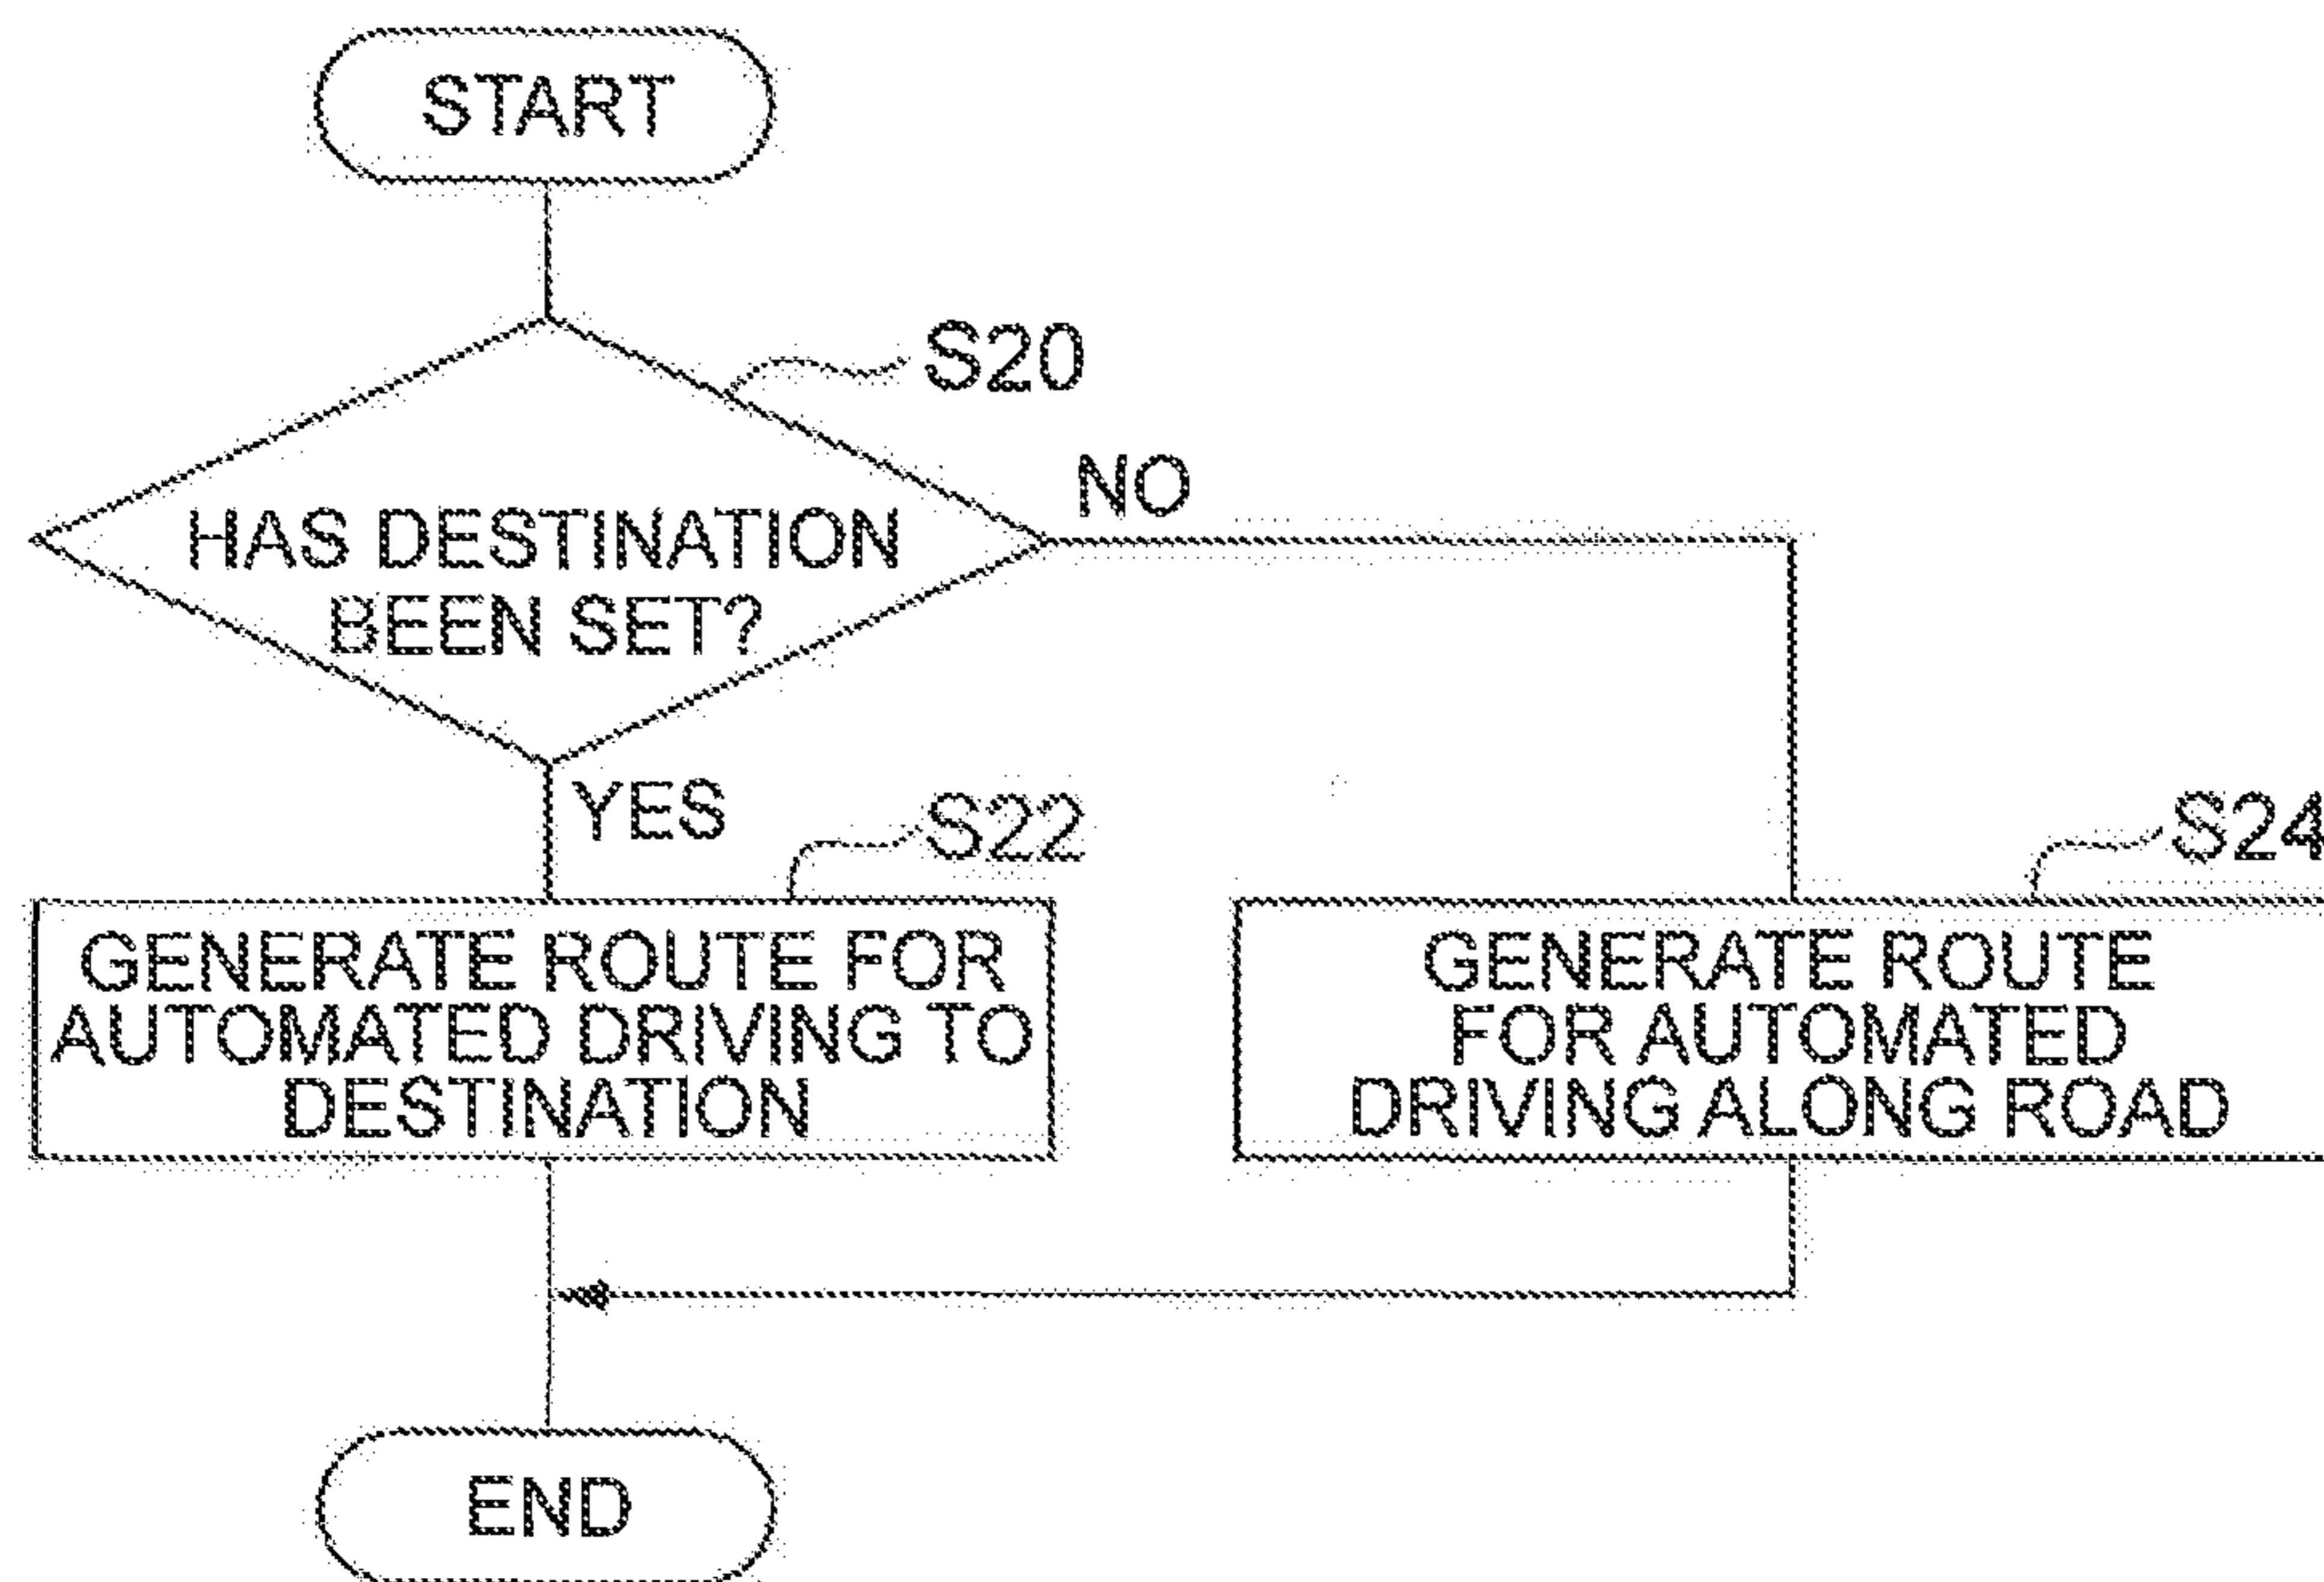 START
S20
NO
HAS DESTINATION
BEEN SET?
YES
S22
S24
GENERATE ROUTE FOR
AUTOMATED DRIVING TO
DESTINATION
GENERATE ROUTE
FOR AUTOMATED
DRIVING ALONG ROAD
END